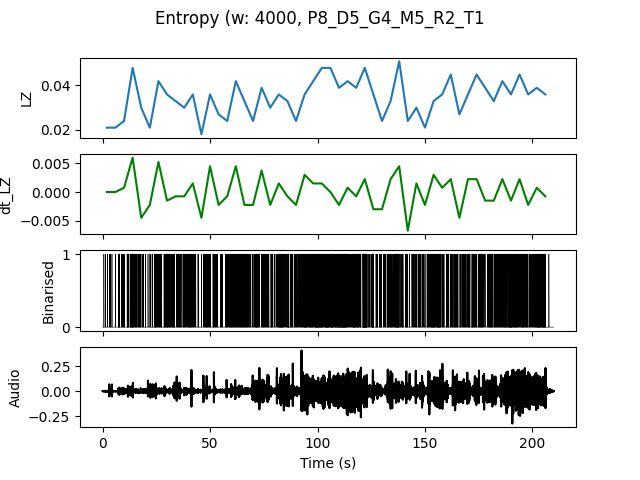 Entropy (w: 4000, P8_D5_G4_M5_R2_T1
LZ
0.04
0.02
dt_LZ
0.005
0.000
−0.005
Binarised
1
0
Audio
0.25
0.00
−0.25
0 50 100 150 200
Time (s)